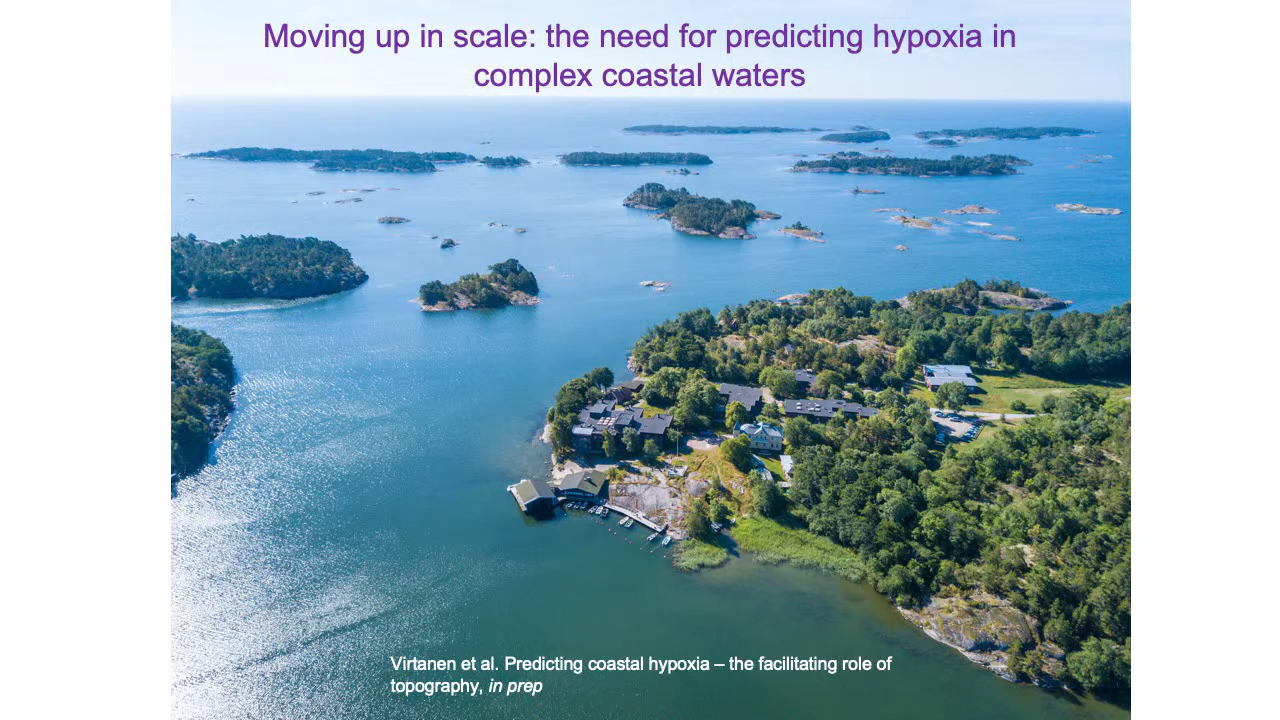 Moving up in scale: the need for predicting hypoxia in
complex coastal waters
Virtanen et al. Predicting coastal hypoxia – the facilitating role of
topography, in prep